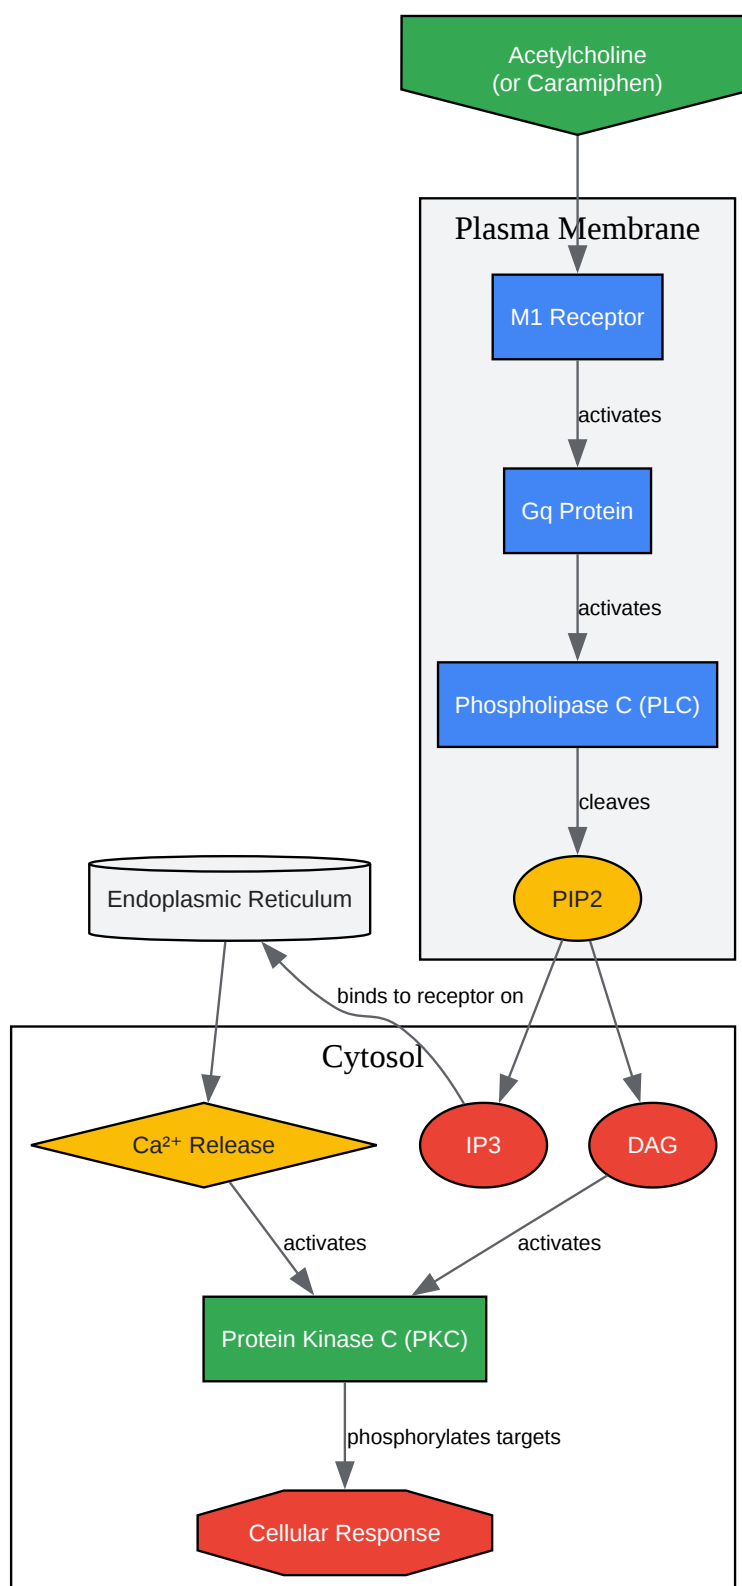 Acetylcholine
(or Caramiphen)
Plasma Membrane
M1 Receptor
activates
Gq Protein
activates
Phospholipase C (PLC)
cleaves
Endoplasmic Reticulum
PIP2
binds to receptor on
Cytosol
Ca²⁺ Release
IP3
DAG
activates
activates
Protein Kinase C (PKC)
phosphorylates targets
Cellular Response